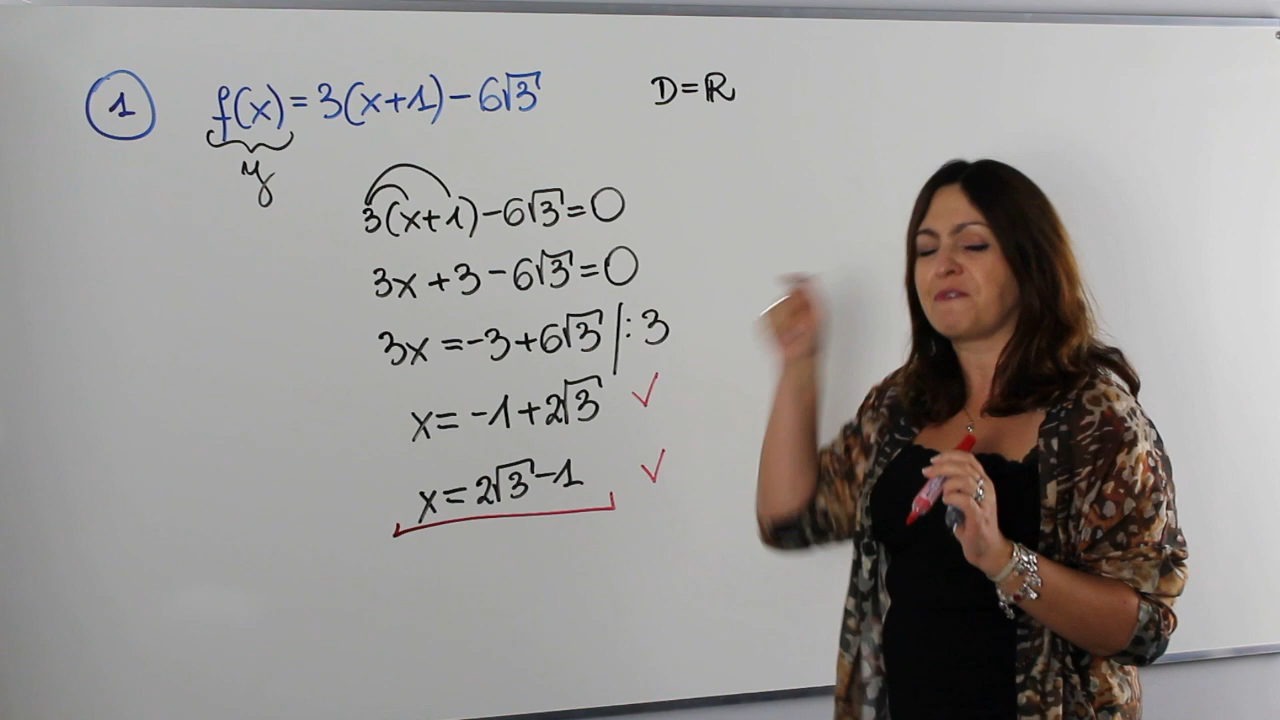 1 f(x)=3(x+1)-6√3 D=ℝ
y
3(x+1)-6√3=0
3x+3-6√3=0
3x=-3+6√3 |:3
x=-1+2√3 ✓
x=2√3-1 ✓